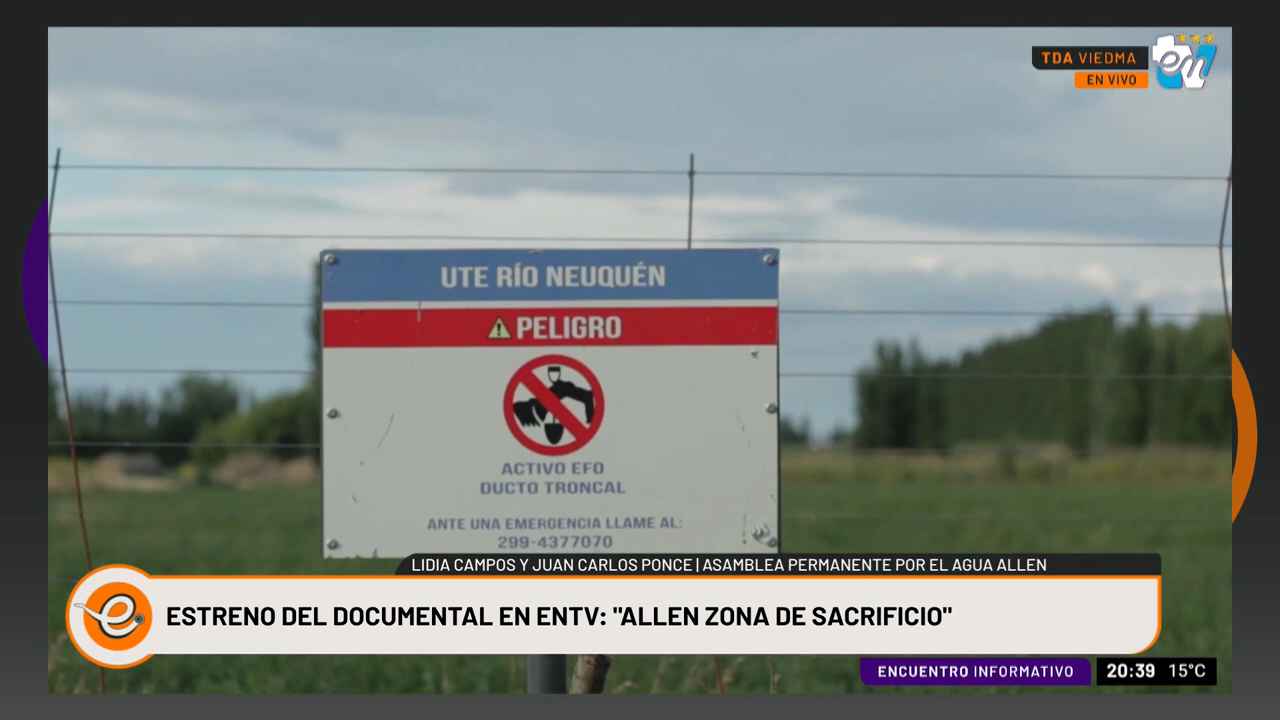 TDA VIEDMA
EN VIVO
en
UTE RÍO NEUQUÉN
PELIGRO
ACTIVO EFO
DUCTO TRONCAL
ANTE UNA EMERGENCIA LLAME AL:
299-4377070
LIDIA CAMPOS Y JUAN CARLOS PONCE | ASAMBLEA PERMANENTE POR EL AGUA ALLEN
e
ESTRENO DEL DOCUMENTAL EN ENTV: "ALLEN ZONA DE SACRIFICIO"
ENCUENTRO INFORMATIVO
20:39 15°C